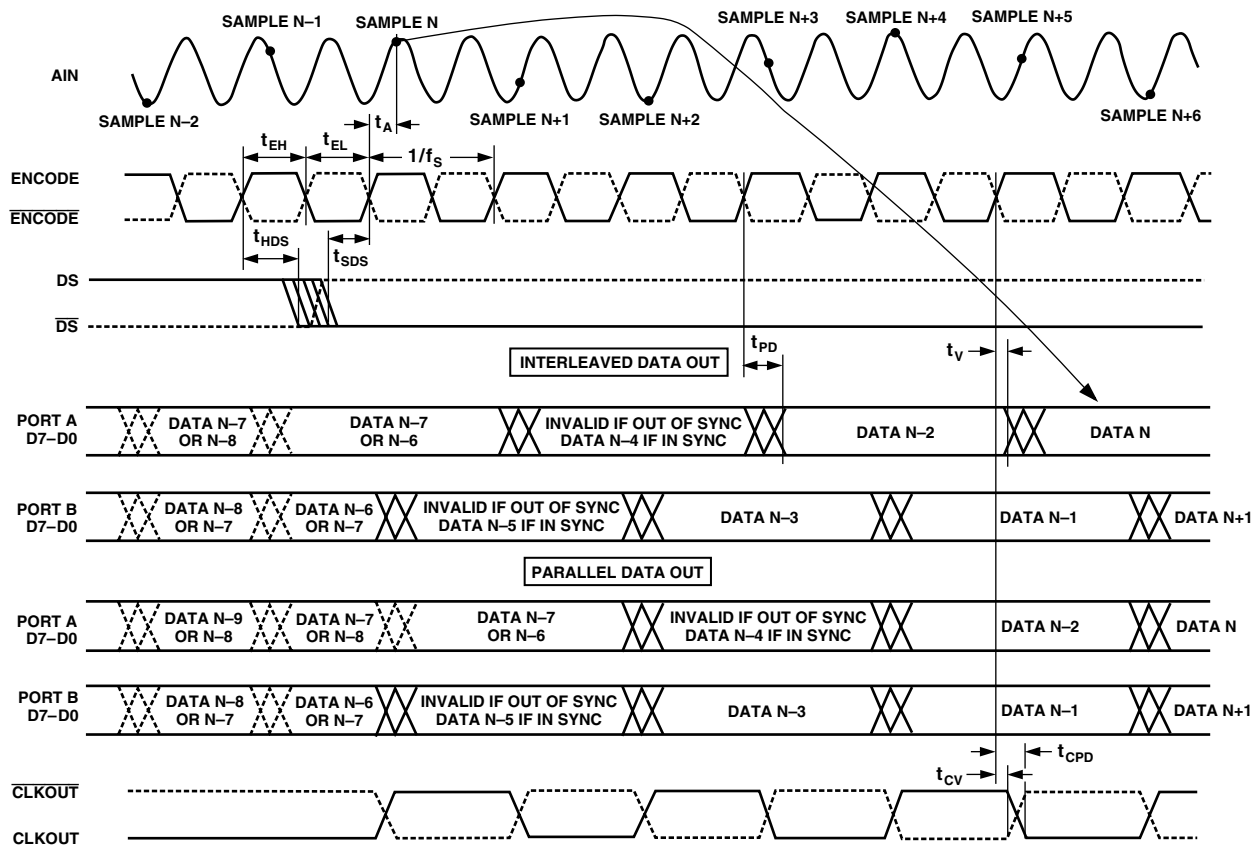 SAMPLE N–1
SAMPLE N
SAMPLE N+3
SAMPLE N+4
SAMPLE N+5
AIN
SAMPLE N–2
tA
SAMPLE N+1
SAMPLE N+2
SAMPLE N+6
tEH
tEL
1/fS
ENCODE
ENCODE
tHDS
tSDS
DS
DS
INTERLEAVED DATA OUT
tPD
tV
PORT A
D7–D0
DATA N–7
OR N–8
DATA N–7
OR N–6
INVALID IF OUT OF SYNC
DATA N–4 IF IN SYNC
DATA N–2
DATA N
PORT B
D7–D0
DATA N–8
OR N–7
DATA N–6
OR N–7
INVALID IF OUT OF SYNC
DATA N–5 IF IN SYNC
DATA N–3
DATA N–1
DATA N+1
PARALLEL DATA OUT
PORT A
D7–D0
DATA N–9
OR N–8
DATA N–7
OR N–8
DATA N–7
OR N–6
INVALID IF OUT OF SYNC
DATA N–4 IF IN SYNC
DATA N–2
DATA N
PORT B
D7–D0
DATA N–8
OR N–7
DATA N–6
OR N–7
INVALID IF OUT OF SYNC
DATA N–5 IF IN SYNC
DATA N–3
DATA N–1
DATA N+1
tCPD
tCV
CLKOUT
CLKOUT